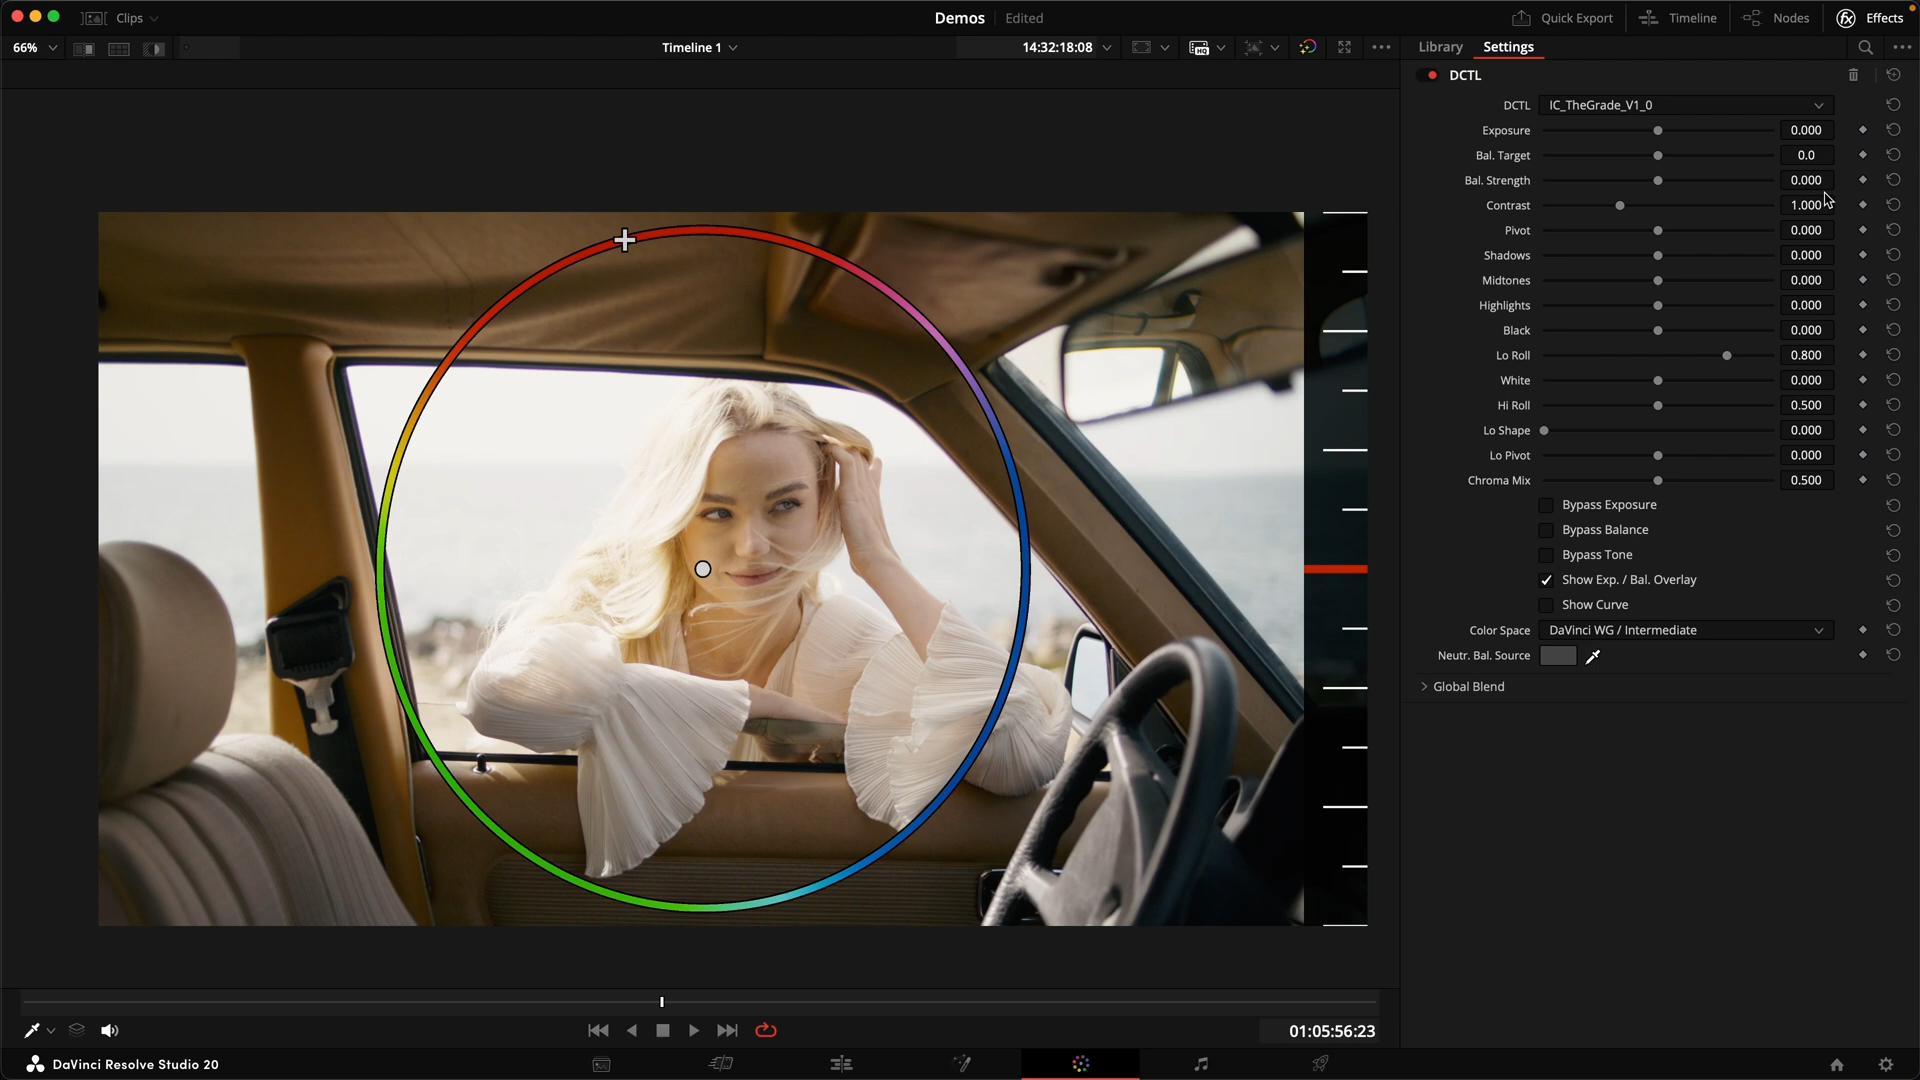 Clips
Demos
Edited
Quick Export
Timeline
Nodes
Effects
66%
Timeline 1
14:32:18:08
HQ
Library
Settings
DCTL
DCTL
IC_TheGrade_V1_0
Exposure
0.000
Bal. Target
0.0
Bal. Strength
0.000
Contrast
1.000
Pivot
0.000
Shadows
0.000
Midtones
0.000
Highlights
0.000
Black
0.000
Lo Roll
0.800
White
0.000
Hi Roll
0.500
Lo Shape
0.000
Lo Pivot
0.000
Chroma Mix
0.500
Bypass Exposure
Bypass Balance
Bypass Tone
Show Exp. / Bal. Overlay
Show Curve
Color Space
DaVinci WG / Intermediate
Neutr. Bal. Source
Global Blend
01:05:56:23
DaVinci Resolve Studio 20